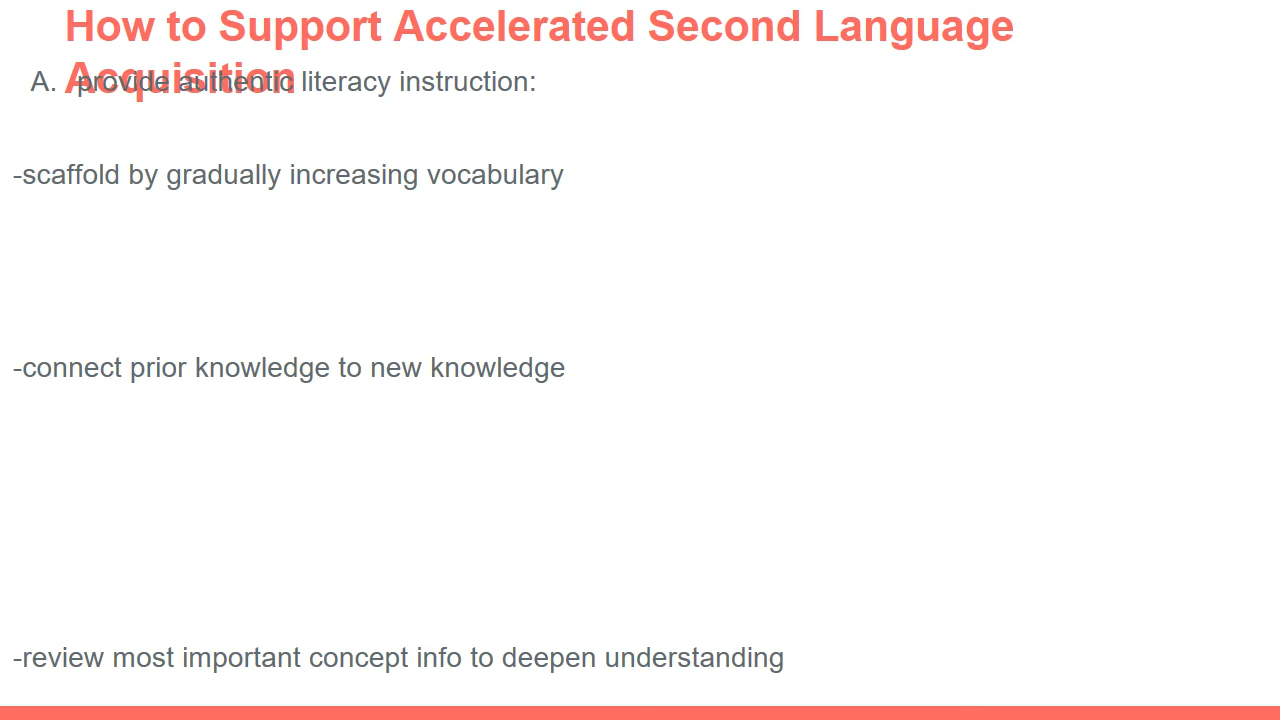 How to Support Accelerated Second Language
Acquisition
A. provide authentic literacy instruction:
-scaffold by gradually increasing vocabulary
-connect prior knowledge to new knowledge
-review most important concept info to deepen understanding